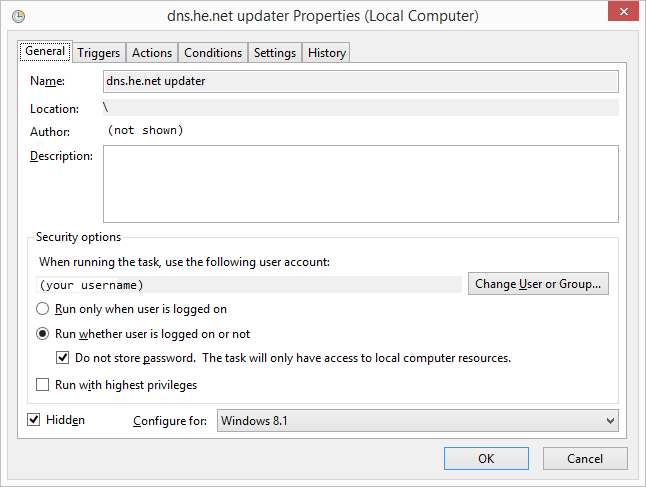 dns.he.net updater Properties (Local Computer)
General Triggers Actions Conditions Settings History
Name: dns.he.net updater
Location: \
Author: (not shown)
Description:
Security options
When running the task, use the following user account:
(your username) Change User or Group...
Run only when user is logged on
Run whether user is logged on or not
Do not store password. The task will only have access to local computer resources.
Run with highest privileges
Hidden Configure for: Windows 8.1
OK Cancel